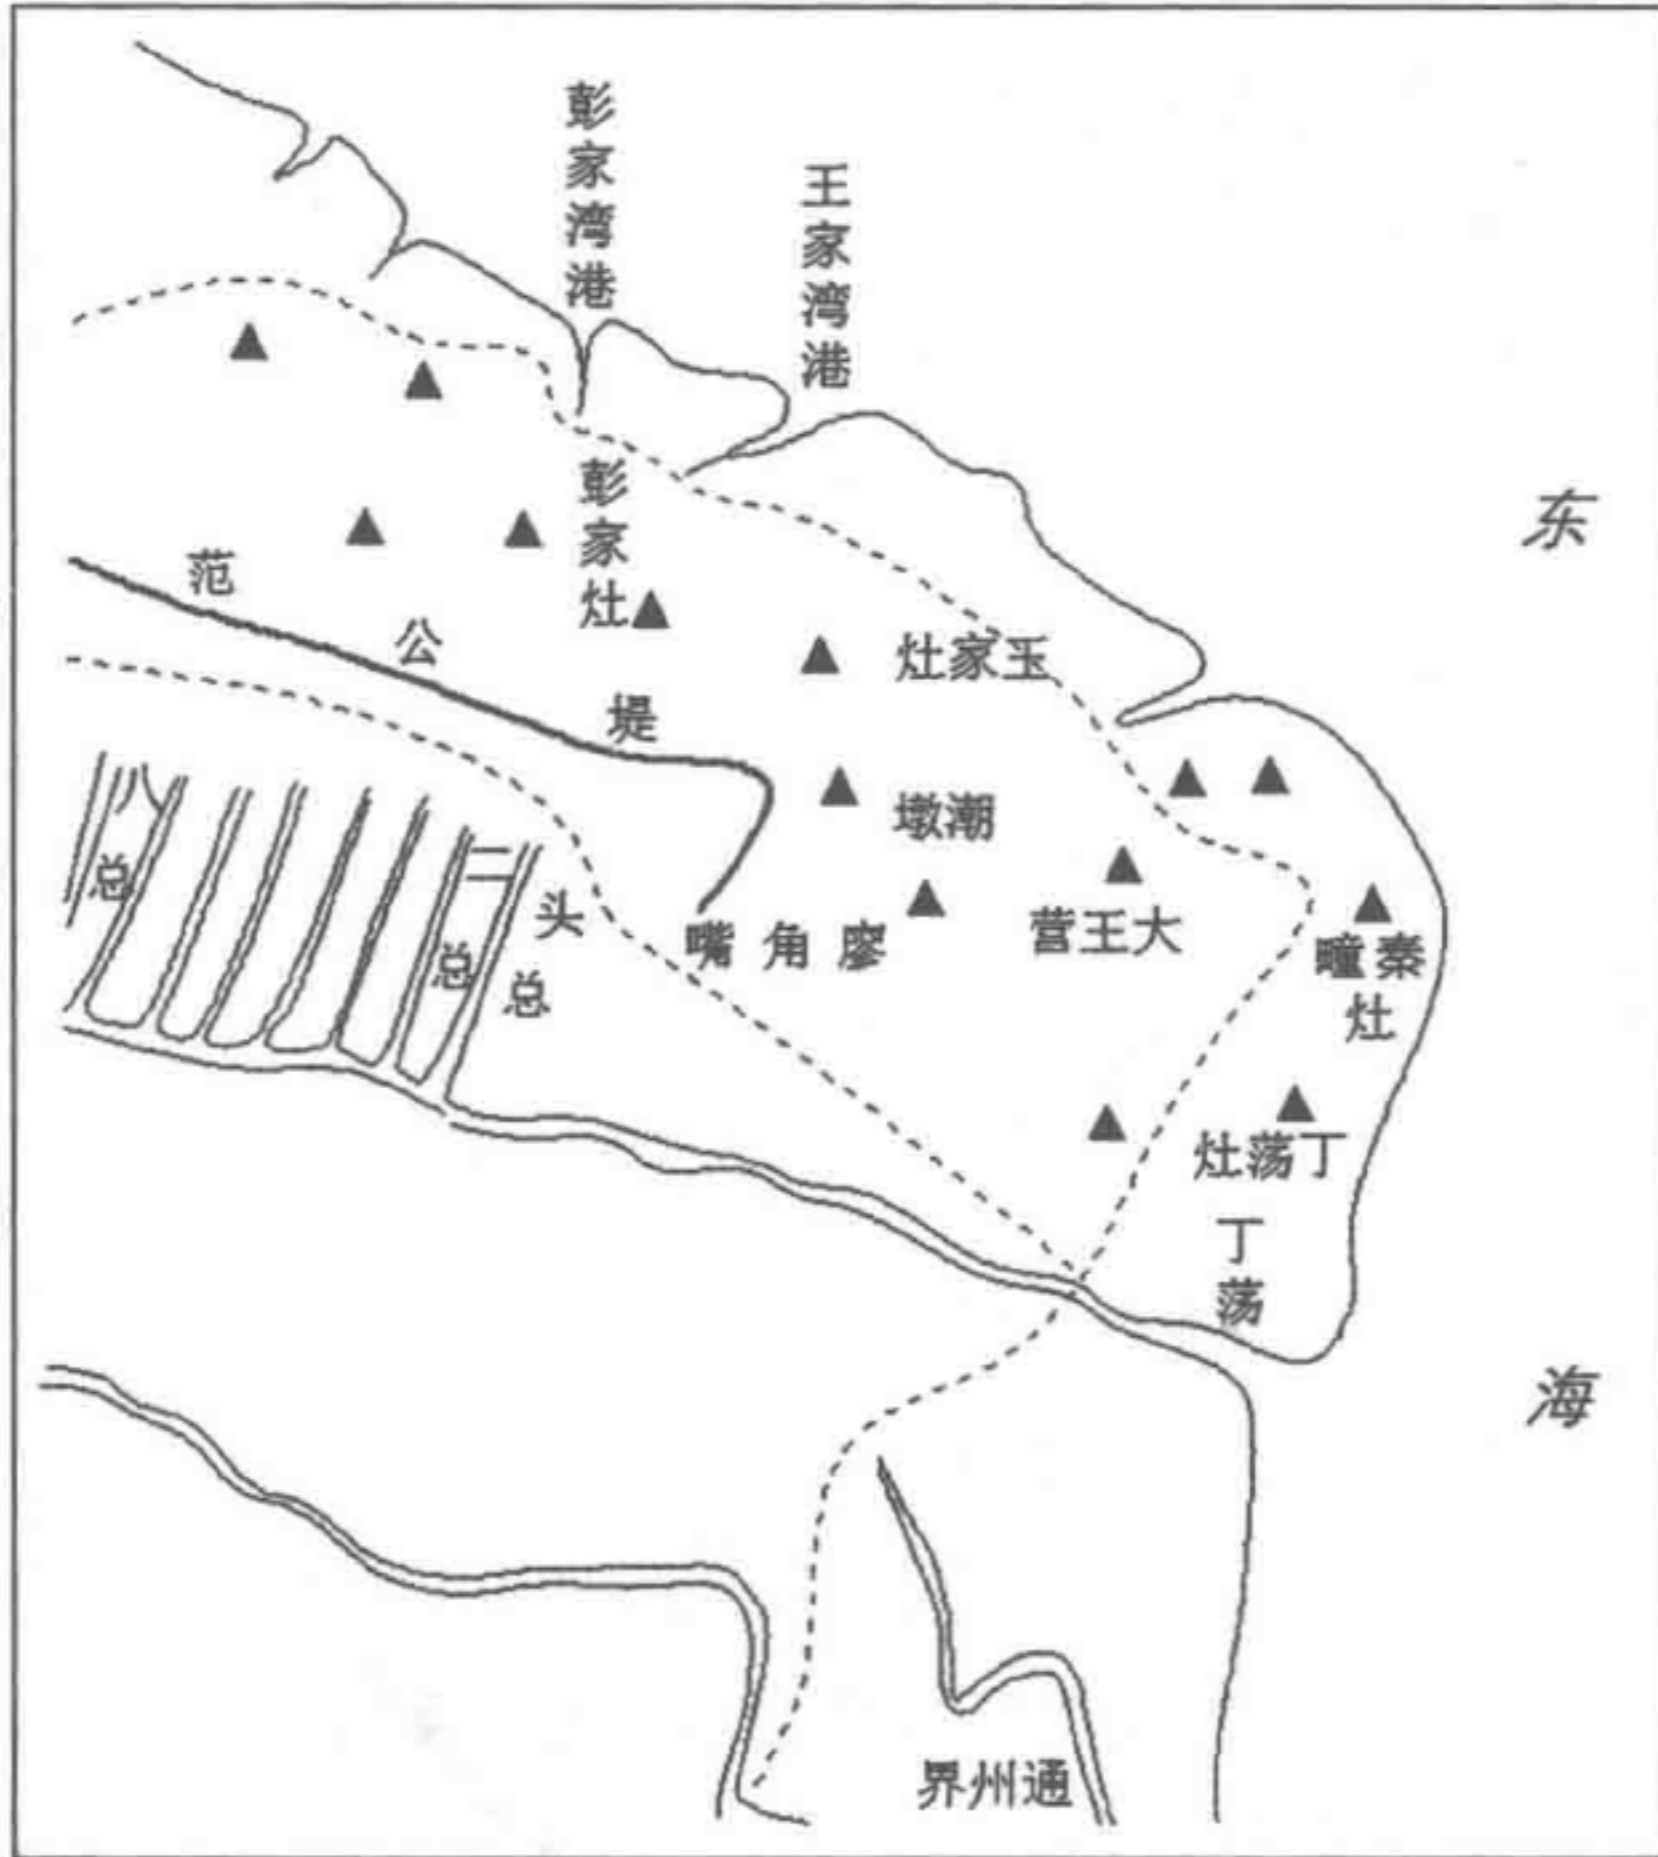 彭家湾港
王家湾港
东
彭家灶
范公堤
灶家玉
墩潮
总
二总
头总
嘴角廖
营王大
疃秦
灶
灶荡丁
丁荡
海
界州通